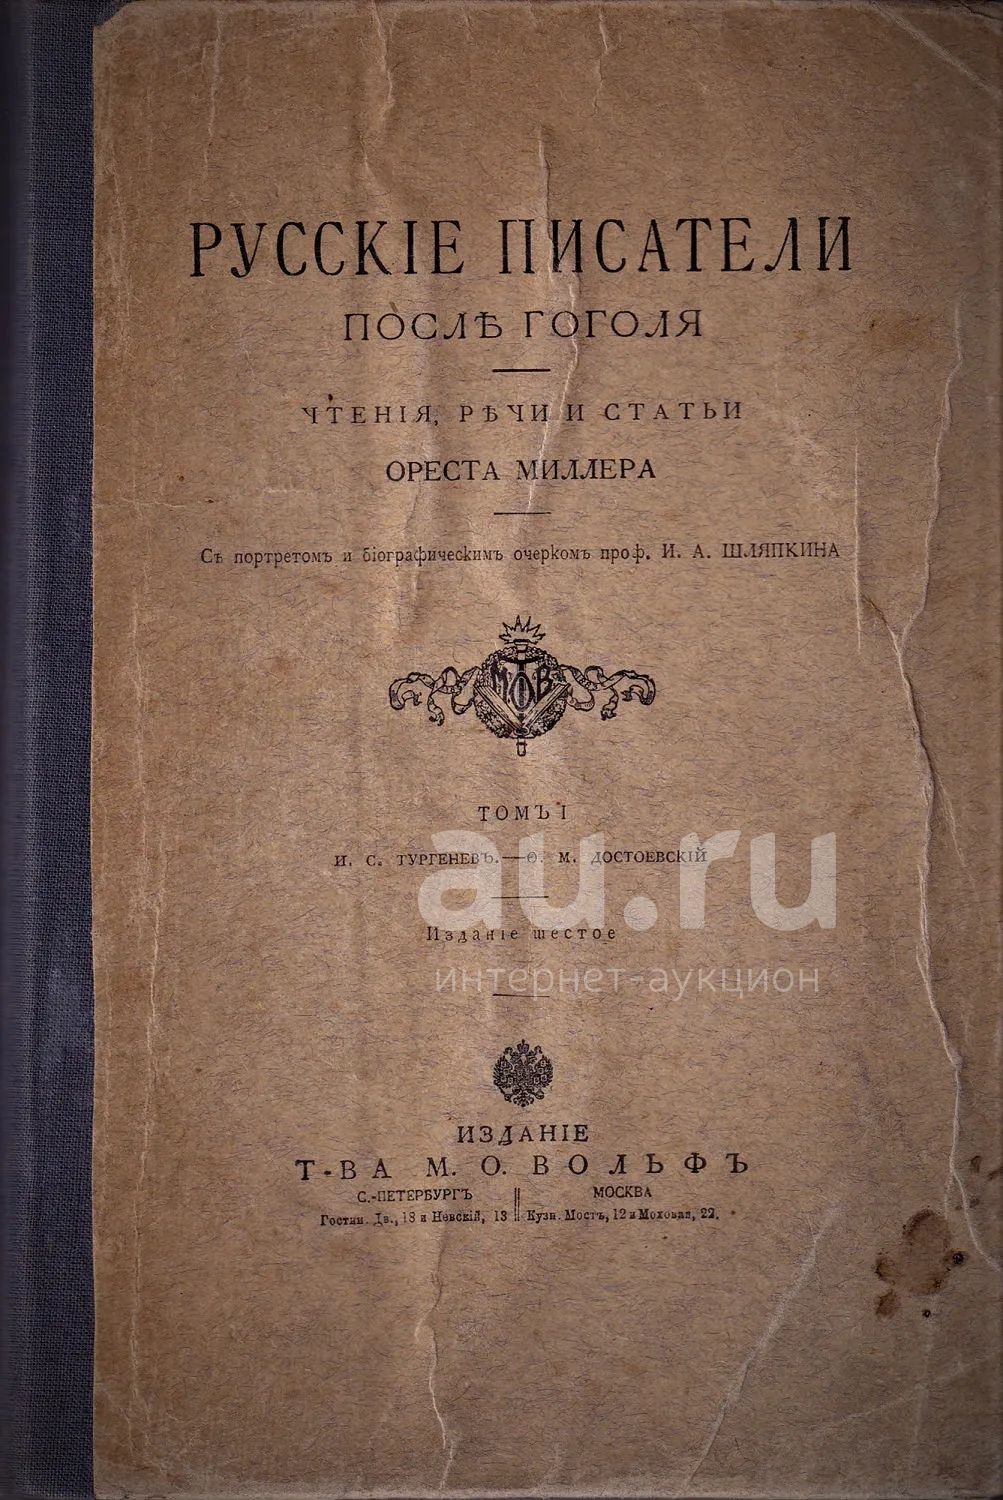 РУССКІЕ ПИСАТЕЛИ
ПОСЛѢ ГОГОЛЯ
ЧТЕНІЯ, РѢЧИ И СТАТЬИ
ОРЕСТА МИЛЛЕРА
Съ портретомъ и біографическимъ очеркомъ проф. И. А. ШЛЯПКИНА
М О В
ТОМЪ I
И. С. ТУРГЕНЕВЪ.—Ѳ. М. ДОСТОЕВСКІЙ
au.ru
Изданіе шестое
интернет-аукцион
ИЗДАНІЕ
Т-ВА М. О. ВОЛЬФЪ
С.-ПЕТЕРБУРГЪ МОСКВА
Гостин. Дв., 18 и Невскій, 13 Кузн. Мостъ, 12 и Моховая, 22.